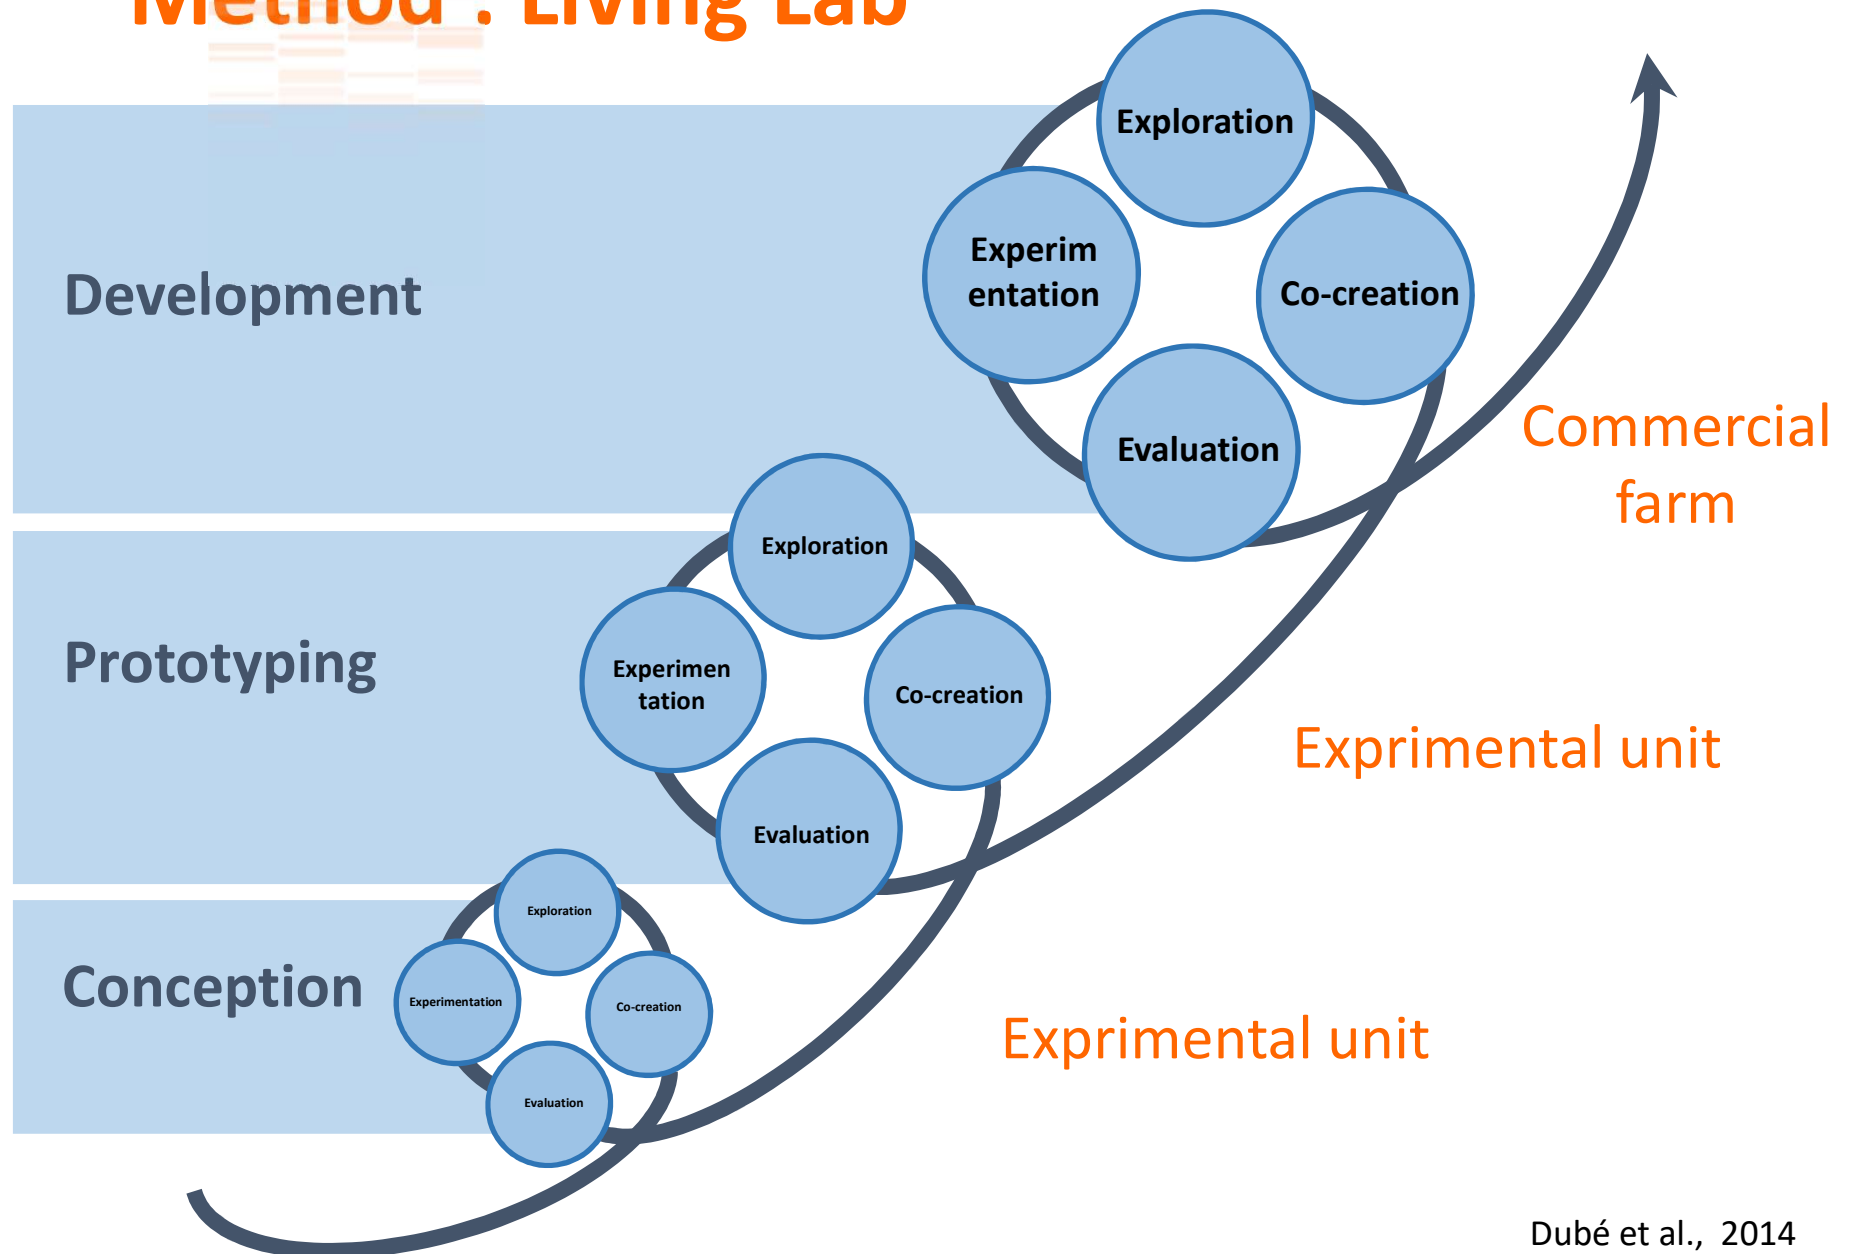 Method : Living Lab
Exploration
Experim
entation
Co-creation
Evaluation
Development
Commercial
farm
Exploration
Experimen
tation
Co-creation
Evaluation
Prototyping
Exprimental unit
Exploration
Experimentation
Co-creation
Evaluation
Conception
Exprimental unit
Dubé et al., 2014